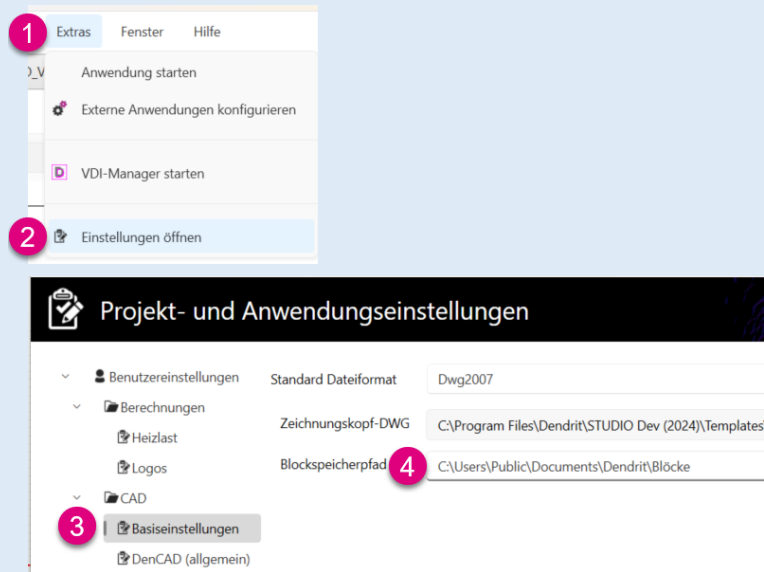 1 Extras Fenster Hilfe
Anwendung starten
Externe Anwendungen konfigurieren
D VDI-Manager starten
2 Einstellungen öffnen
Projekt- und Anwendungseinstellungen
Benutzereinstellungen
Standard Dateiformat Dwg2007
Berechnungen
Zeichnungskopf-DWG C:\Program Files\Dendrit\STUDIO Dev (2024)\Templates\
Heizlast
Blockspeicherpfad 4 C:\Users\Public\Documents\Dendrit\Blöcke
Logos
CAD
3 Basiseinstellungen
DenCAD (allgemein)